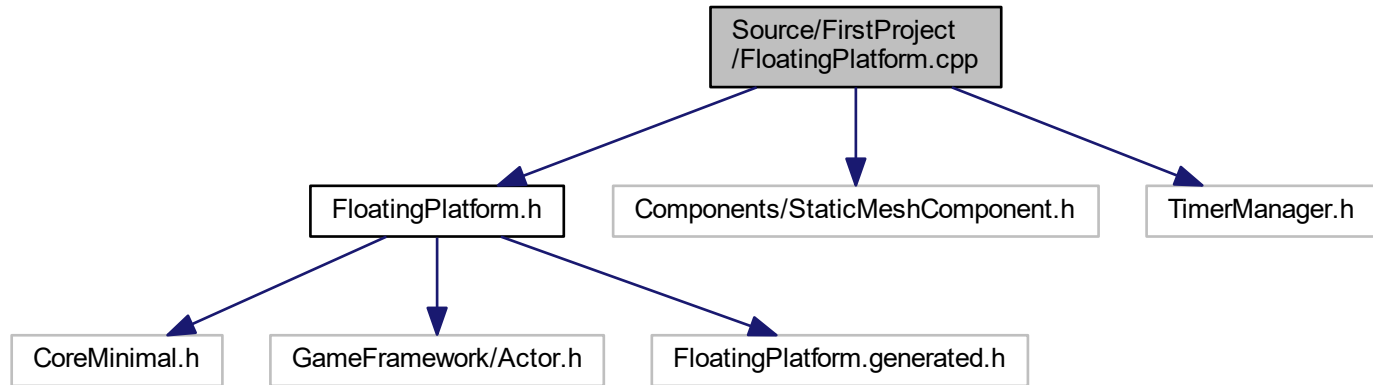 Source/FirstProject
/FloatingPlatform.cpp
FloatingPlatform.h
Components/StaticMeshComponent.h
TimerManager.h
CoreMinimal.h
GameFramework/Actor.h
FloatingPlatform.generated.h